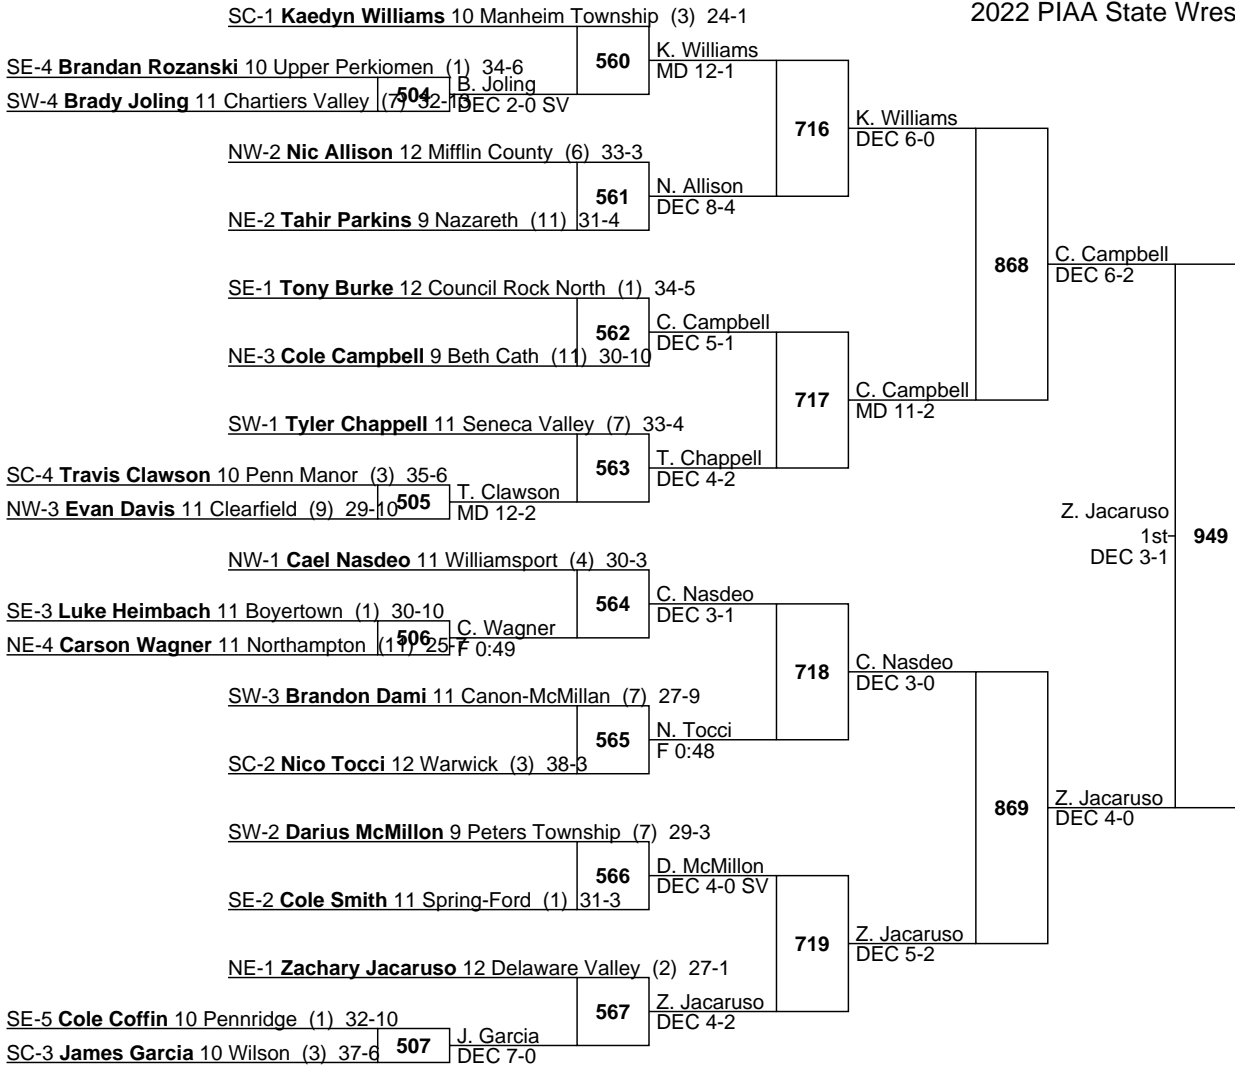 2022 PIAA State Wres
SC-1 Kaedyn Williams 10 Manheim Township (3) 24-1
560
K. Williams
MD 12-1
SE-4 Brandan Rozanski 10 Upper Perkiomen (1) 34-6
504
B. Joling
DEC 2-0 SV
SW-4 Brady Joling 11 Chartiers Valley (7) 32-13
716
K. Williams
DEC 6-0
NW-2 Nic Allison 12 Mifflin County (6) 33-3
561
N. Allison
DEC 8-4
NE-2 Tahir Parkins 9 Nazareth (11) 31-4
868
C. Campbell
DEC 6-2
SE-1 Tony Burke 12 Council Rock North (1) 34-5
562
C. Campbell
DEC 5-1
NE-3 Cole Campbell 9 Beth Cath (11) 30-10
717
C. Campbell
MD 11-2
SW-1 Tyler Chappell 11 Seneca Valley (7) 33-4
563
T. Chappell
DEC 4-2
SC-4 Travis Clawson 10 Penn Manor (3) 35-6
505
T. Clawson
MD 12-2
NW-3 Evan Davis 11 Clearfield (9) 29-10
Z. Jacaruso
1st
DEC 3-1
949
NW-1 Cael Nasdeo 11 Williamsport (4) 30-3
564
C. Nasdeo
DEC 3-1
SE-3 Luke Heimbach 11 Boyertown (1) 30-10
506
C. Wagner
F 0:49
NE-4 Carson Wagner 11 Northampton (11) 25-7
718
C. Nasdeo
DEC 3-0
SW-3 Brandon Dami 11 Canon-McMillan (7) 27-9
565
N. Tocci
F 0:48
SC-2 Nico Tocci 12 Warwick (3) 38-3
869
Z. Jacaruso
DEC 4-0
SW-2 Darius McMillon 9 Peters Township (7) 29-3
566
D. McMillon
DEC 4-0 SV
SE-2 Cole Smith 11 Spring-Ford (1) 31-3
719
Z. Jacaruso
DEC 5-2
NE-1 Zachary Jacaruso 12 Delaware Valley (2) 27-1
567
Z. Jacaruso
DEC 4-2
SE-5 Cole Coffin 10 Pennridge (1) 32-10
507
J. Garcia
DEC 7-0
SC-3 James Garcia 10 Wilson (3) 37-6